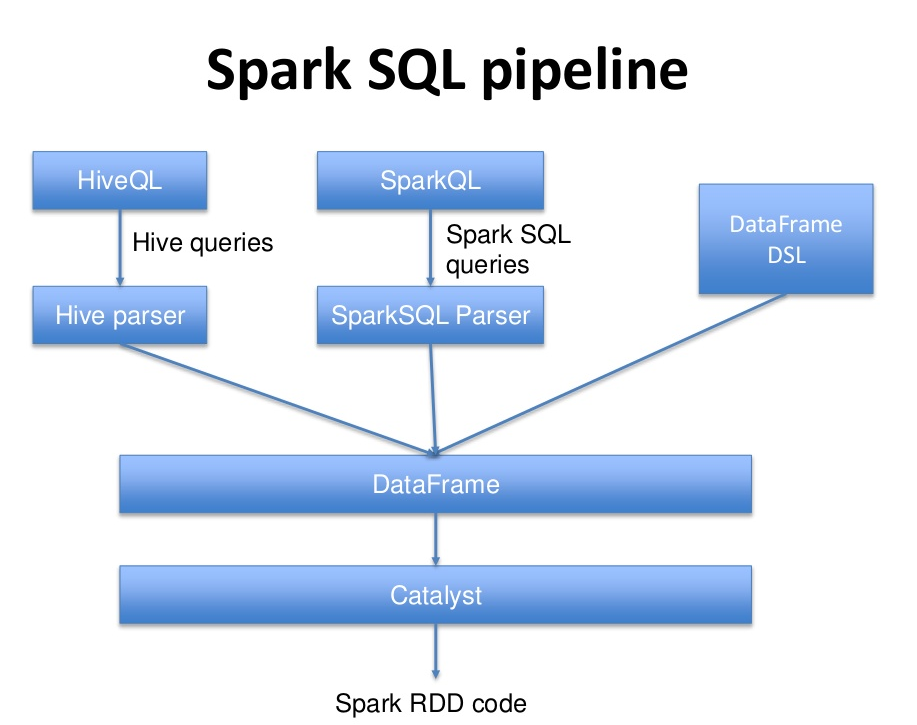 Spark SQL pipeline
HiveQL
SparkQL
DataFrame
DSL
Hive queries
Spark SQL
queries
Hive parser
SparkSQL Parser
DataFrame
Catalyst
Spark RDD code